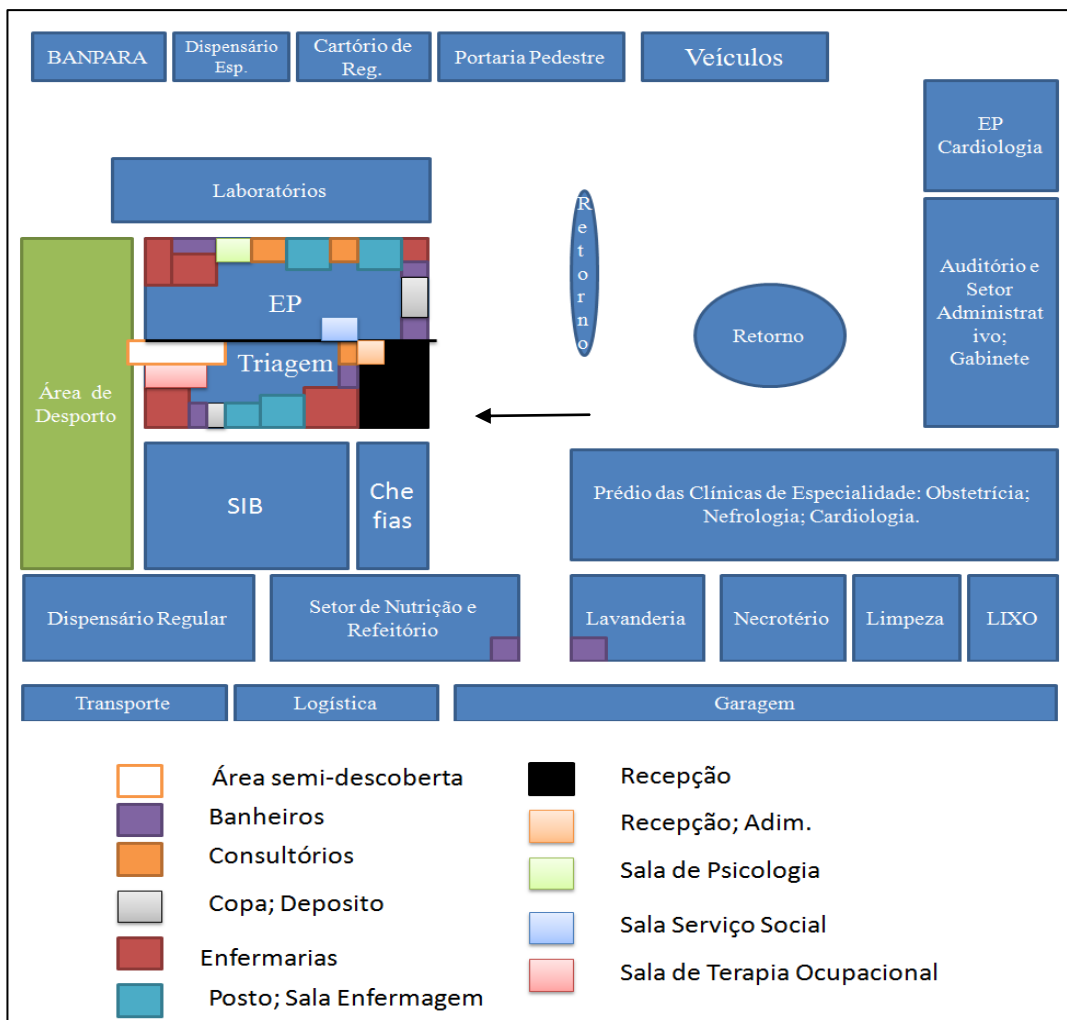 BANPARA
Dispensário
Esp.
Cartório de
Reg.
Portaria Pedestre
Veículos
EP
Cardiologia
Laboratórios
Retorno
Auditório e
Setor
Administrat
ivo;
Gabinete
EP
Retorno
Triagem
Área de
Desporto
SIB
Che
fias
Prédio das Clínicas de Especialidade: Obstetrícia;
Nefrologia; Cardiologia.
Dispensário Regular
Setor de Nutrição e
Refeitório
Lavanderia
Necrotério
Limpeza
LIXO
Transporte
Logística
Garagem
Área semi-descoberta
Banheiros
Consultórios
Copa; Deposito
Enfermarias
Posto; Sala Enfermagem
Recepção
Recepção; Adim.
Sala de Psicologia
Sala Serviço Social
Sala de Terapia Ocupacional